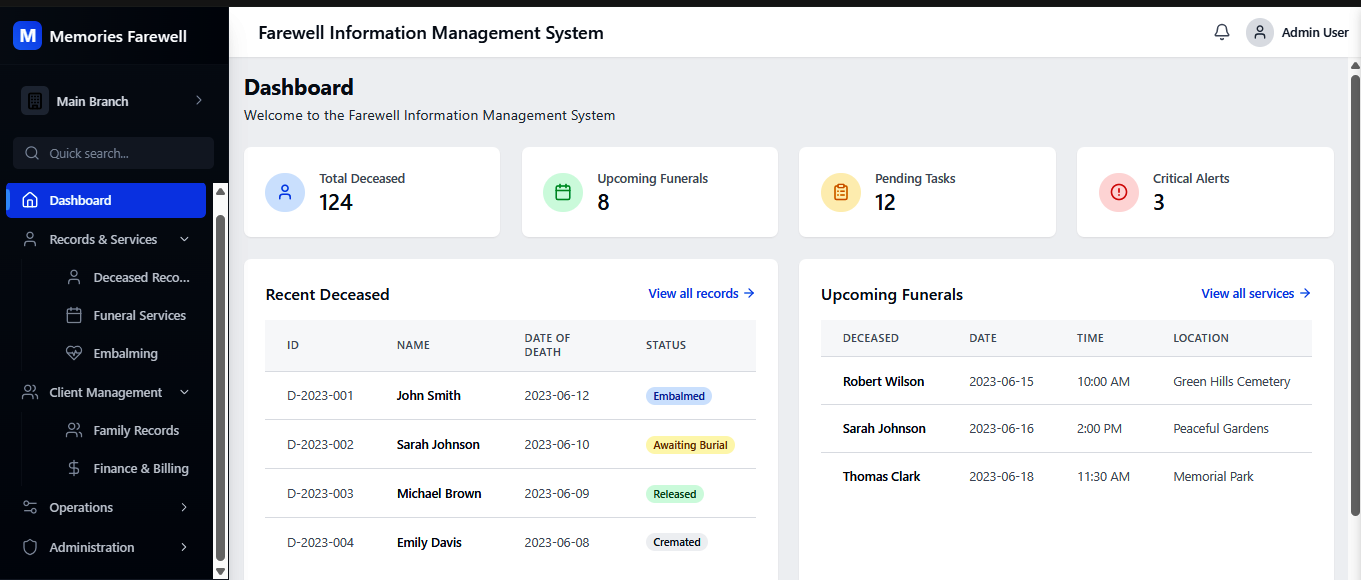 M Memories Farewell
Farewell Information Management System
Admin User
Main Branch
Quick search...
Dashboard
Records & Services
Deceased Reco...
Funeral Services
Embalming
Client Management
Family Records
Finance & Billing
Operations
Administration
Dashboard
Welcome to the Farewell Information Management System
Total Deceased
124
Upcoming Funerals
8
Pending Tasks
12
Critical Alerts
3
Recent Deceased
View all records →
ID NAME DATE OF DEATH STATUS
D-2023-001 John Smith 2023-06-12 Embalmed
D-2023-002 Sarah Johnson 2023-06-10 Awaiting Burial
D-2023-003 Michael Brown 2023-06-09 Released
D-2023-004 Emily Davis 2023-06-08 Cremated
Upcoming Funerals
View all services →
DECEASED DATE TIME LOCATION
Robert Wilson 2023-06-15 10:00 AM Green Hills Cemetery
Sarah Johnson 2023-06-16 2:00 PM Peaceful Gardens
Thomas Clark 2023-06-18 11:30 AM Memorial Park